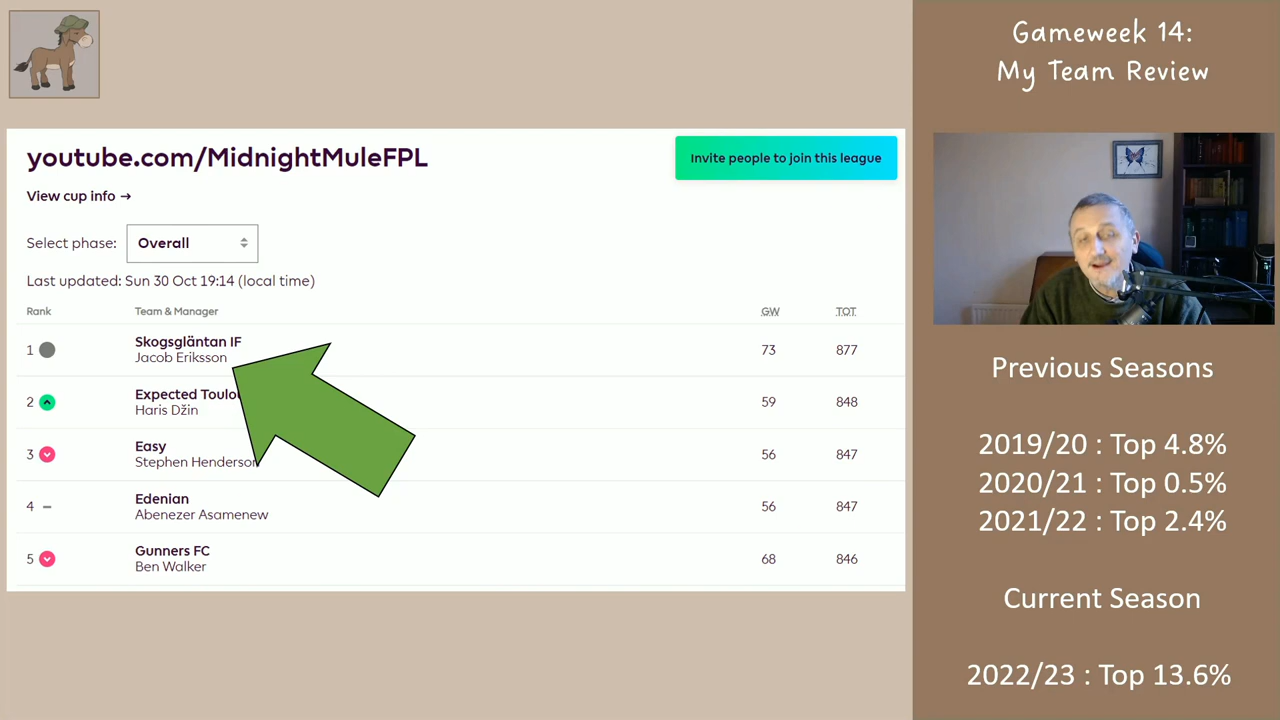 Gameweek 14:
My Team Review
youtube.com/MidnightMuleFPL
Invite people to join this league
View cup info →
Select phase: Overall
Last updated: Sun 30 Oct 19:14 (local time)
Rank Team & Manager GW TOT
1 Skogsgläntan IF 73 877
Jacob Eriksson
2 Expected 59 848
Haris Džin
3 Easy 56 847
Stephen Henderson
4 Edenian 56 847
Abenezer Asamenew
5 Gunners FC 68 846
Ben Walker
Previous Seasons
2019/20 : Top 4.8%
2020/21 : Top 0.5%
2021/22 : Top 2.4%
Current Season
2022/23 : Top 13.6%